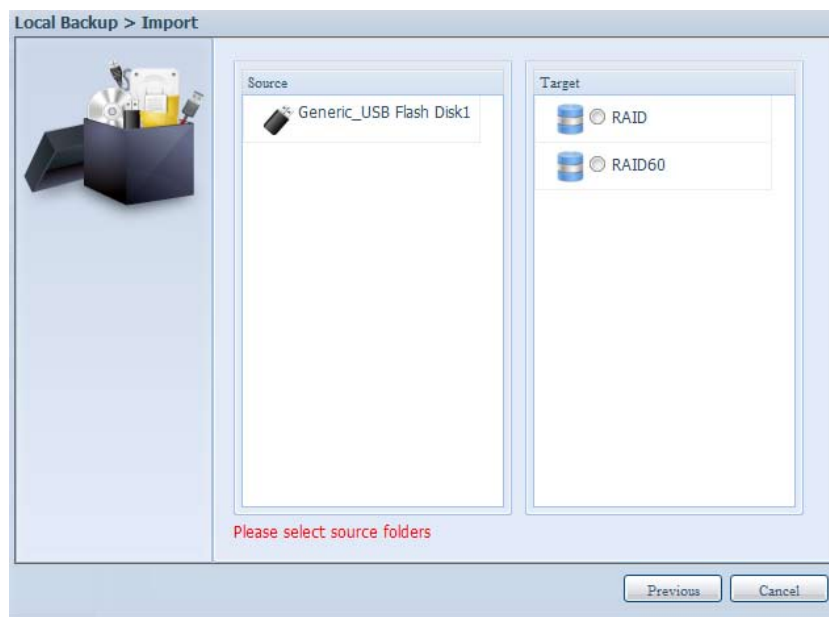 Local Backup > Import
Source
Generic_USB Flash Disk1
Target
RAID
RAID60
Please select source folders
Previous
Cancel